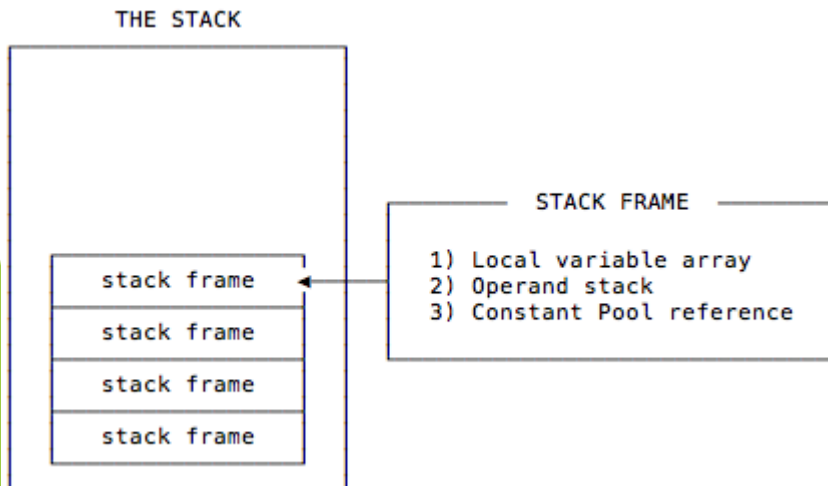 THE STACK
STACK FRAME
1) Local variable array
2) Operand stack
3) Constant Pool reference
stack frame
stack frame
stack frame
stack frame